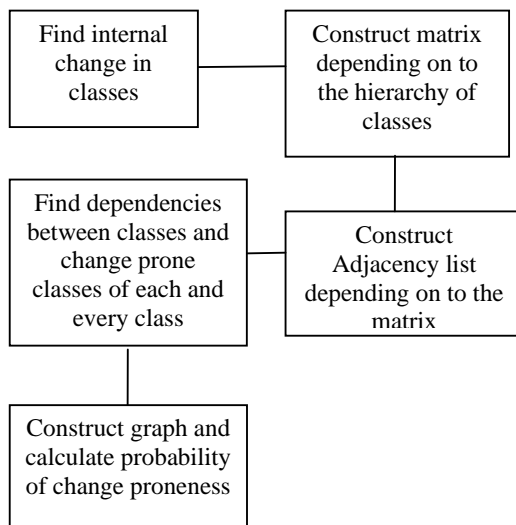 Find internal
change in
classes
Construct matrix
depending on to
the hierarchy of
classes
Construct
Adjacency list
depending on to the
matrix
Find dependencies
between classes and
change prone
classes of each and
every class
Construct graph and
calculate probability
of change proneness